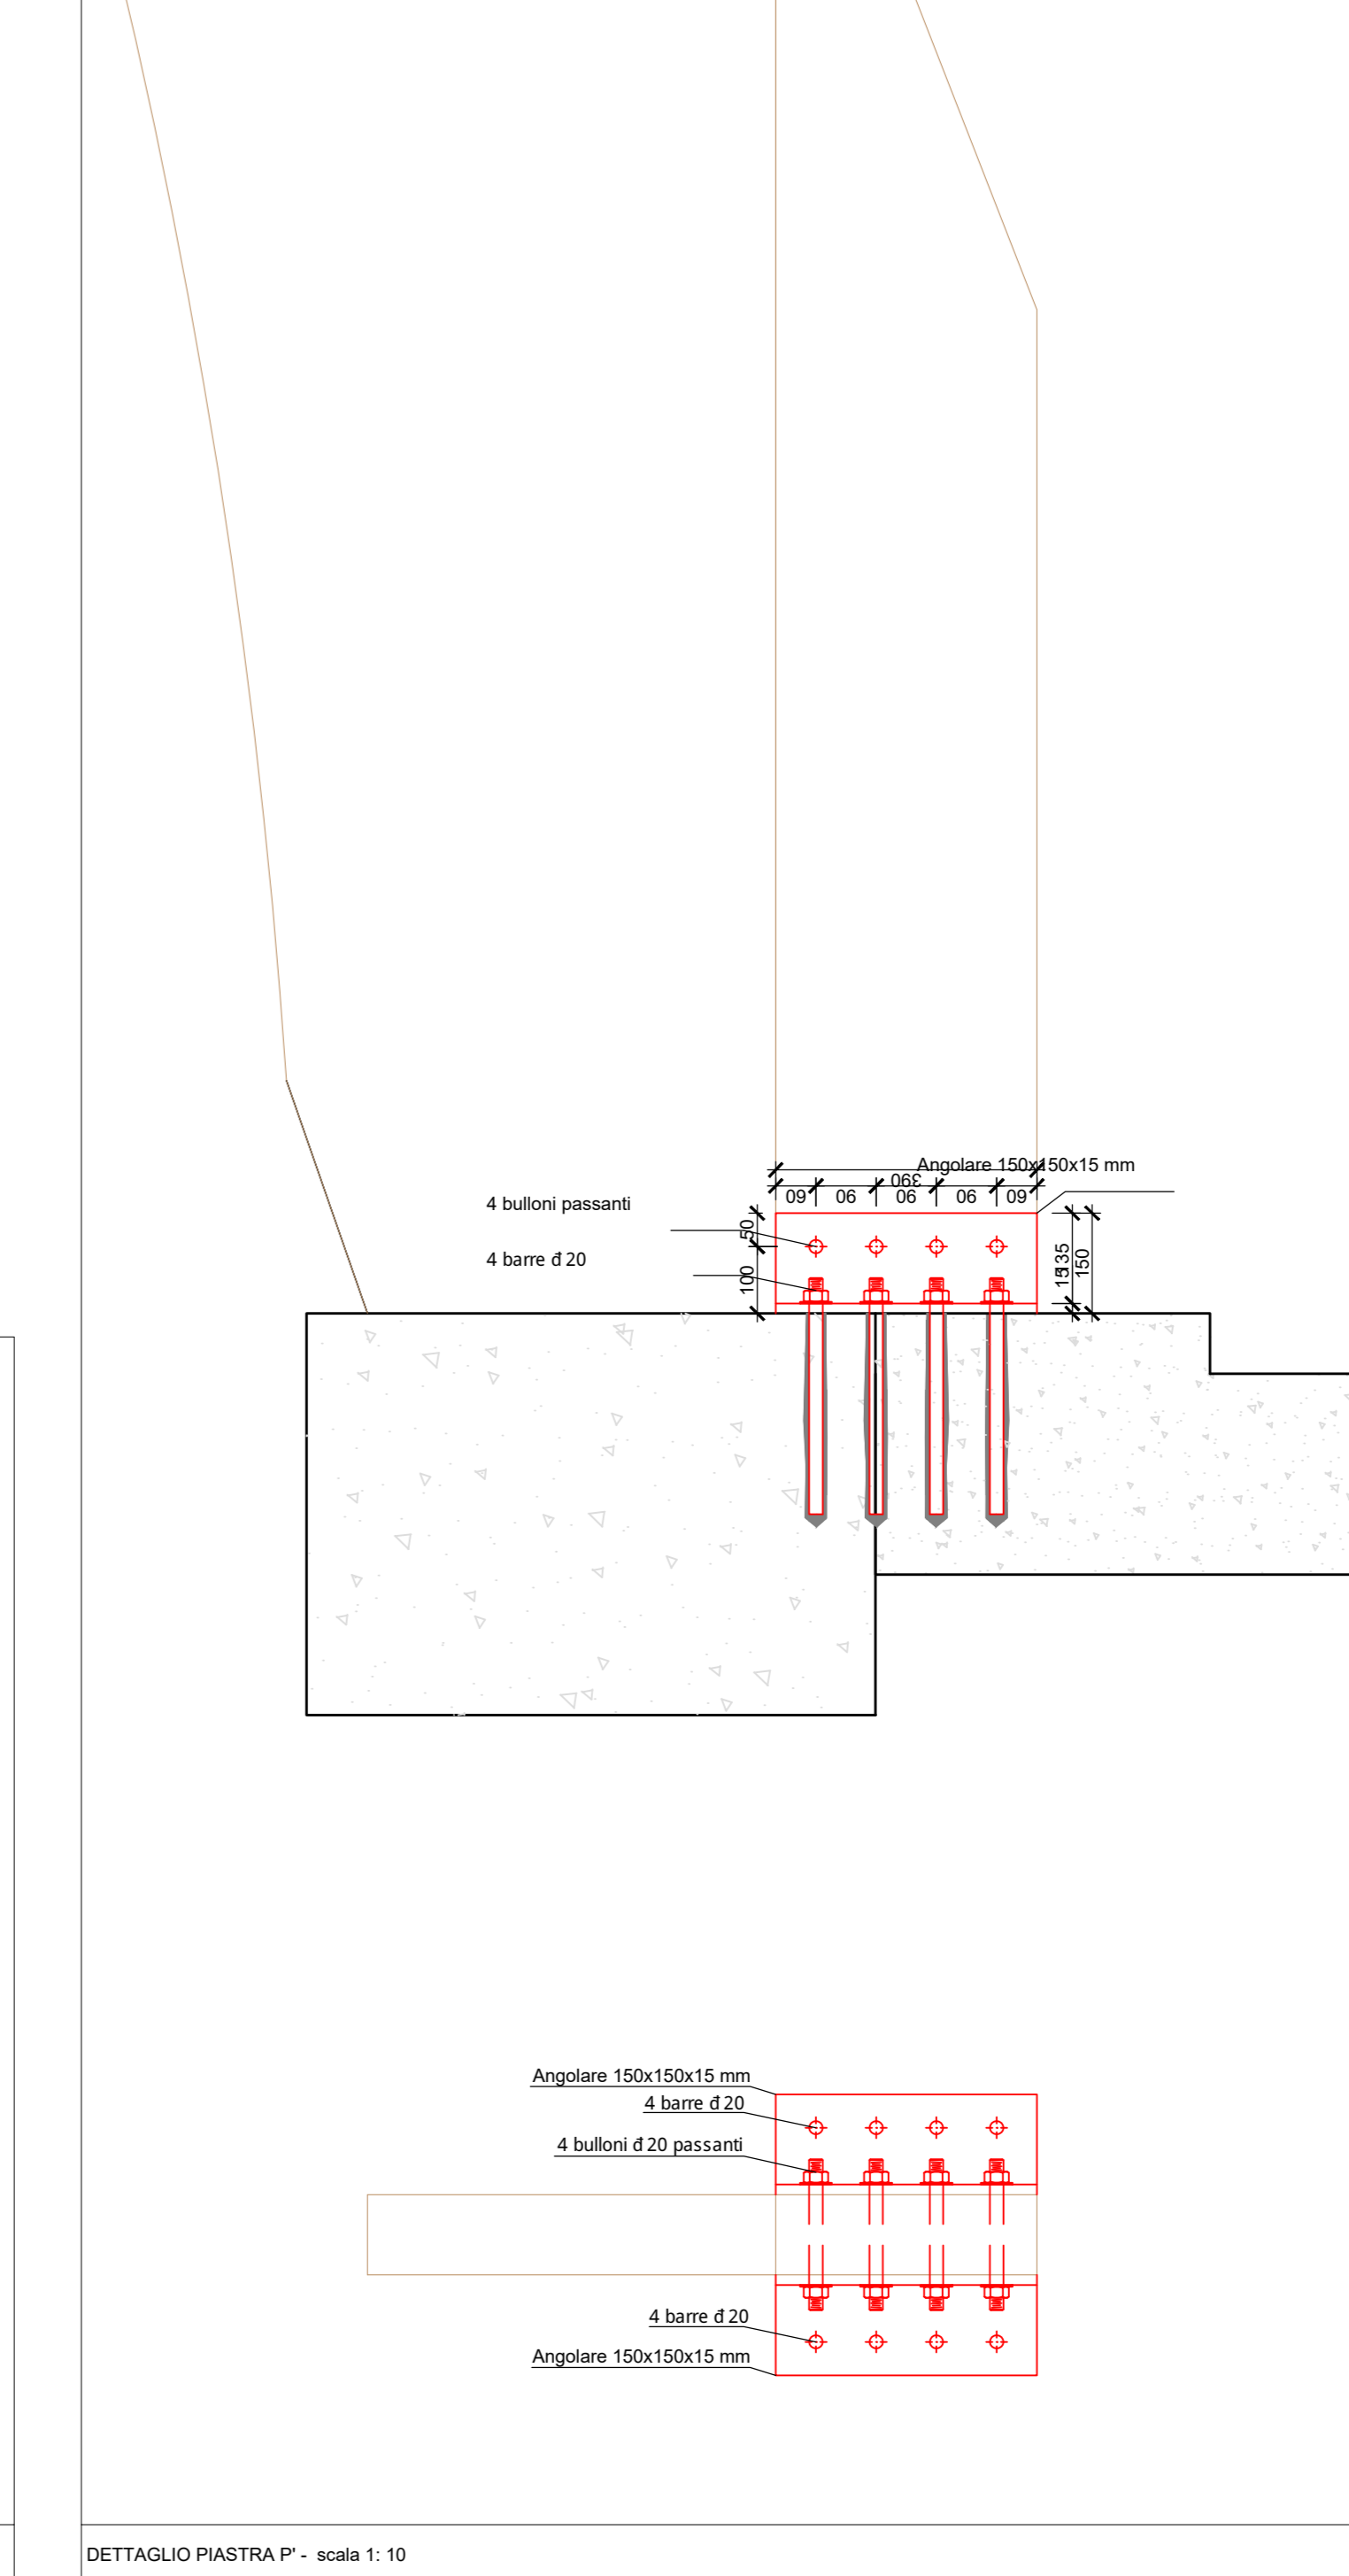 Angolare 150x150x15 mm
390
60 90 90 90 60
4 bulloni passanti
50
135
150
4 barre đ 20
100
15
Angolare 150x150x15 mm
4 barre đ 20
4 bulloni đ 20 passanti
4 barre đ 20
Angolare 150x150x15 mm
DETTAGLIO PIASTRA P' - scala 1: 10